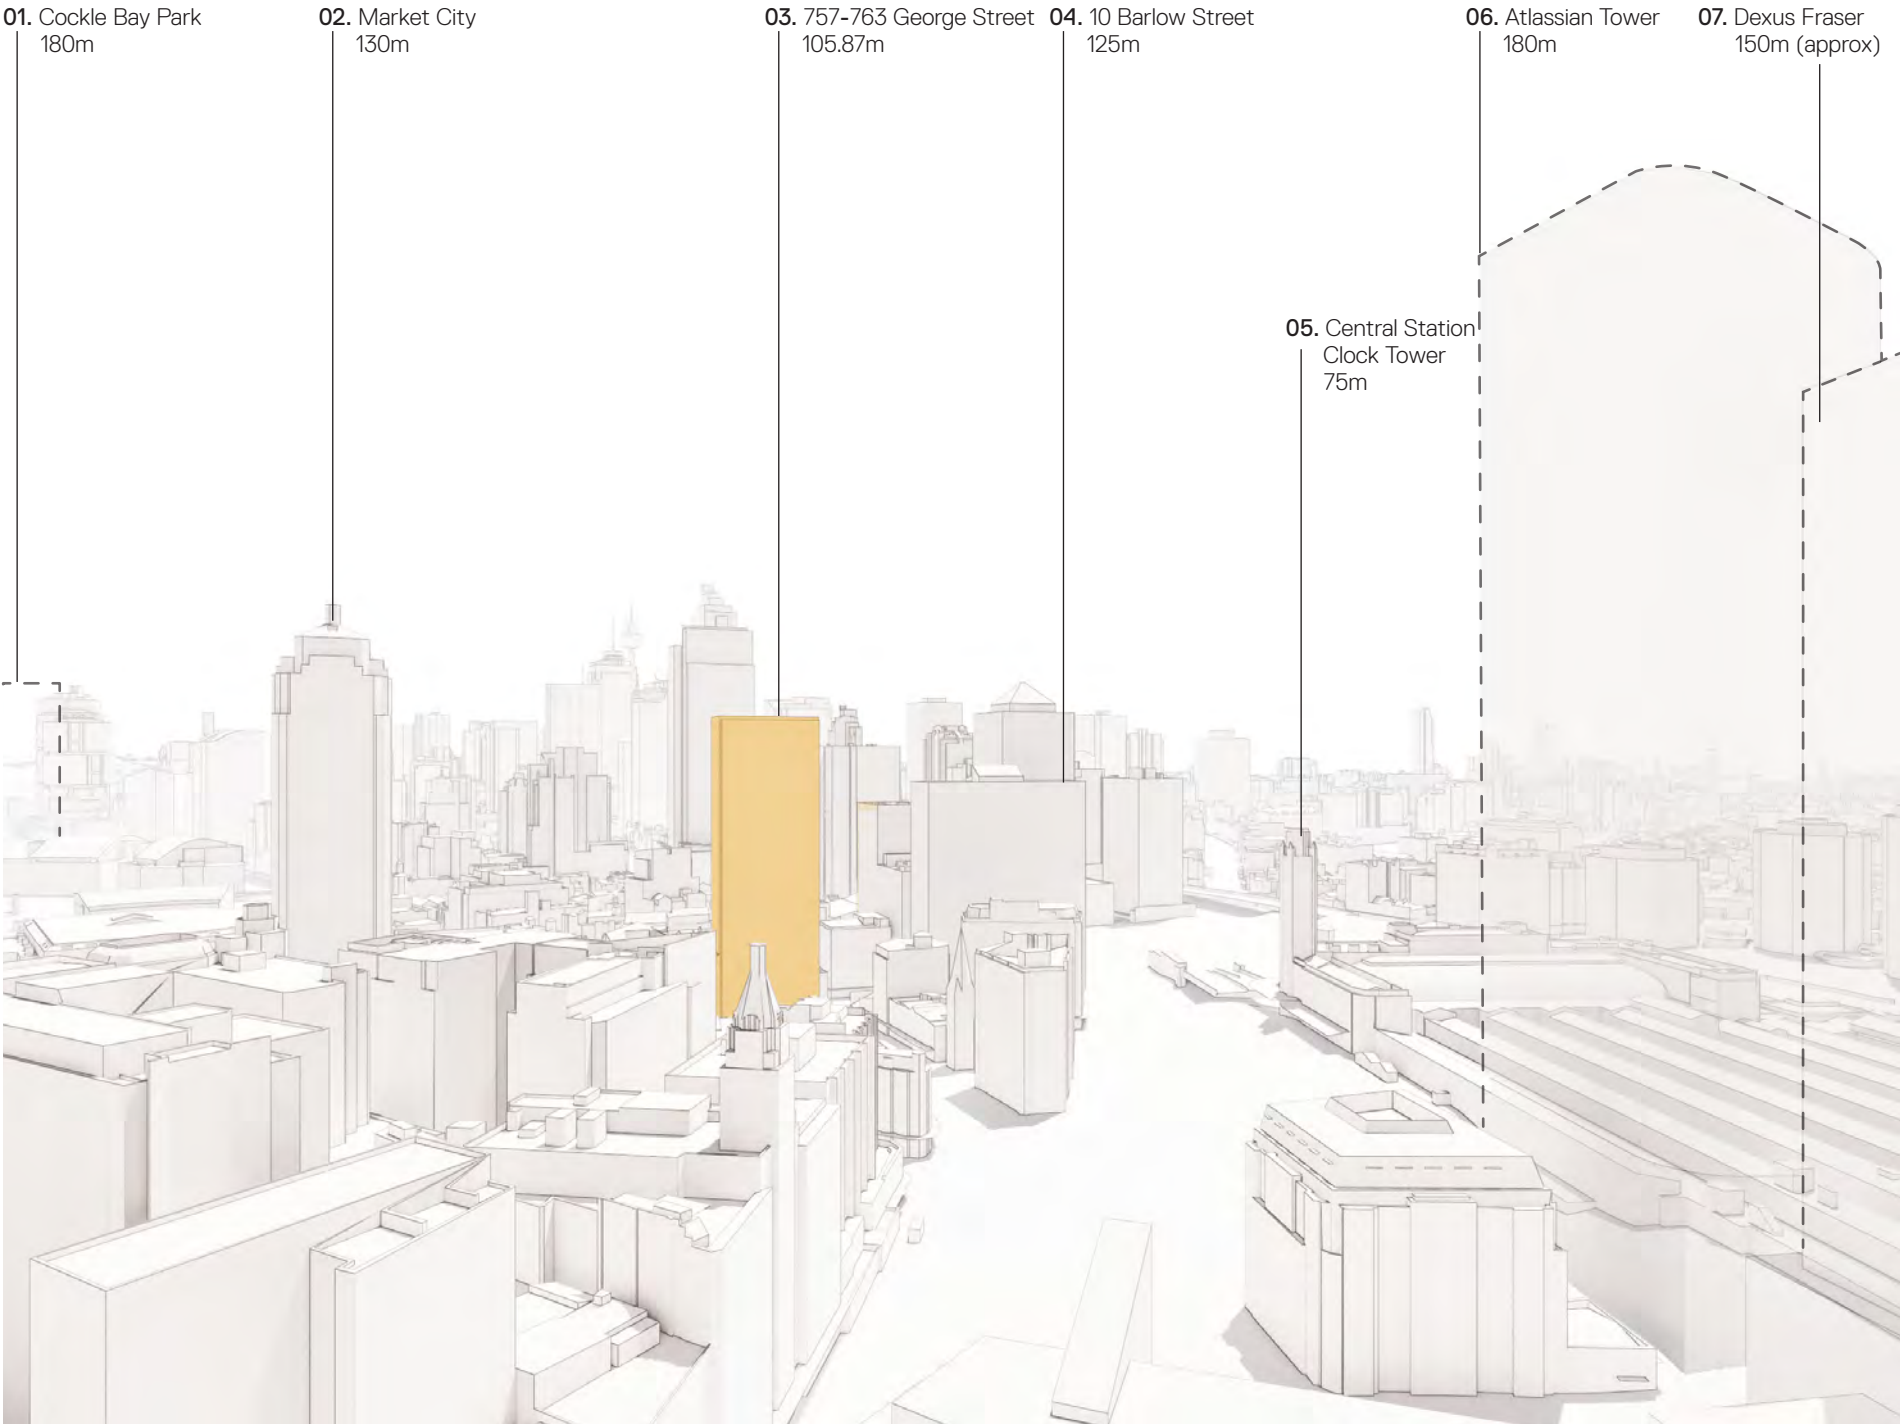 01. Cockle Bay Park
180m
02. Market City
130m
03. 757-763 George Street
105.87m
04. 10 Barlow Street
125m
05. Central Station
Clock Tower
75m
06. Atlassian Tower
180m
07. Dexus Fraser
150m (approx)